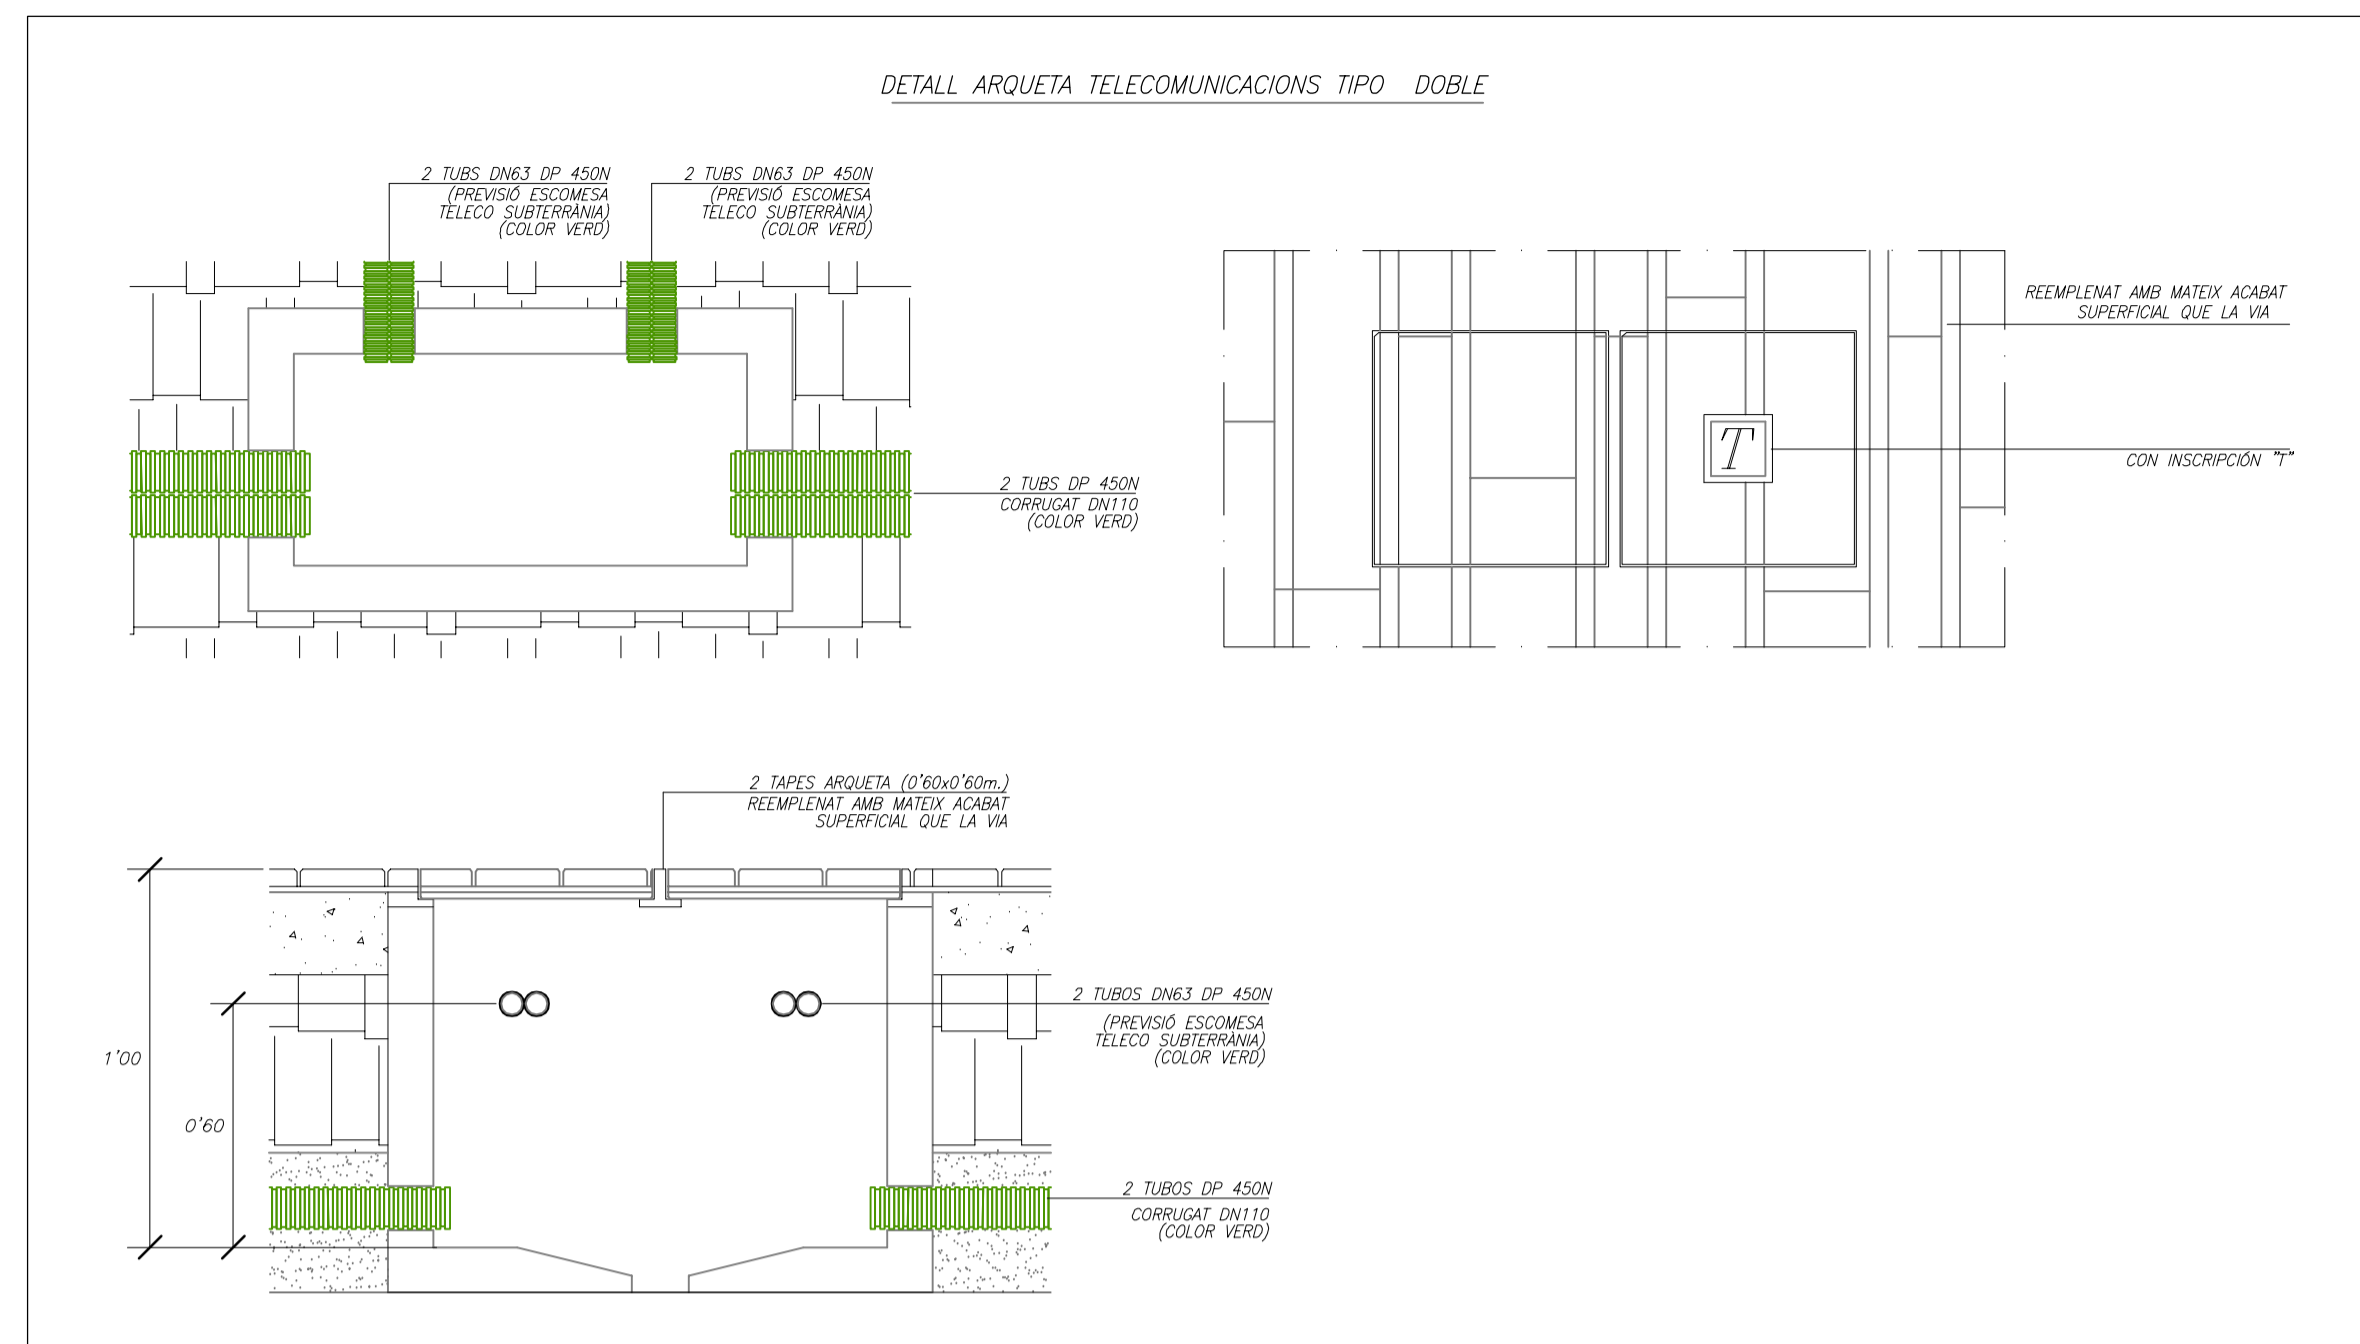 DETALL ARQUETA TELECOMUNICACIONS TIPO DOBLE
2 TUBS DN63 DP 450N
(PREVISIÓ ESCOMESA
TELECO SUBTERRÀNIA)
(COLOR VERD)
2 TUBS DN63 DP 450N
(PREVISIÓ ESCOMESA
TELECO SUBTERRÀNIA)
(COLOR VERD)
2 TUBS DP 450N
CORRUGAT DN110
(COLOR VERD)
REEMPLENAT AMB MATEIX ACABAT
SUPERFICIAL QUE LA VIA
T
CON INSCRIPCIÓN "T"
2 TAPES ARQUETA (0'60x0'60m.)
REEMPLENAT AMB MATEIX ACABAT
SUPERFICIAL QUE LA VIA
1'00
0'60
2 TUBOS DN63 DP 450N
(PREVISIÓ ESCOMESA
TELECO SUBTERRÀNIA)
(COLOR VERD)
2 TUBOS DP 450N
CORRUGAT DN110
(COLOR VERD)